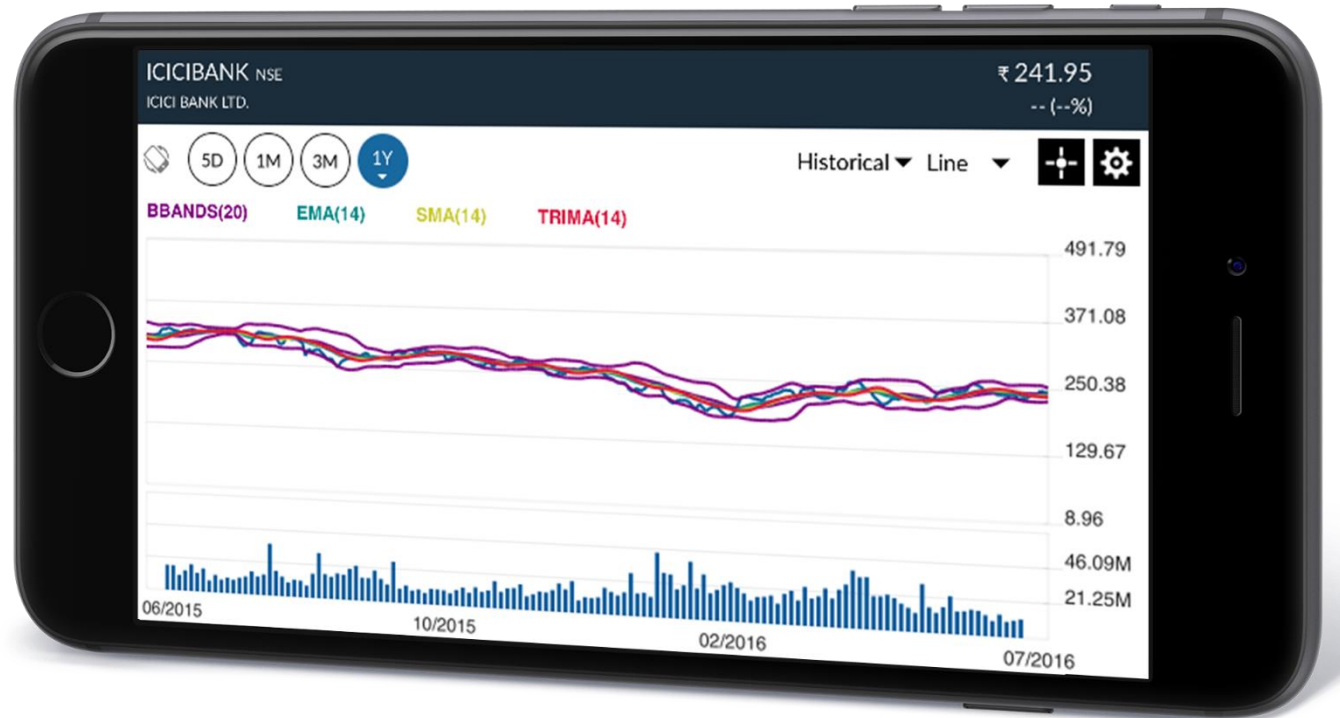 ICICIBANK NSE
₹ 241.95
ICICI BANK LTD.
-- (--%)
5D 1M 3M 1Y
Historical Line
BBANDS(20) EMA(14) SMA(14) TRIMA(14)
491.79
371.08
250.38
129.67
8.96
46.09M
21.25M
06/2015 10/2015 02/2016 07/2016